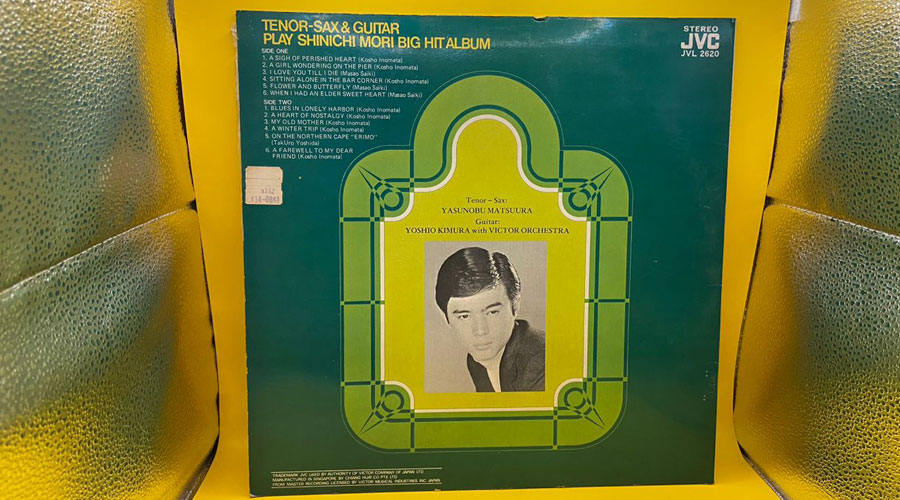 TENOR-SAX & GUITAR
PLAY SHINICHI MORI BIG HIT ALBUM
STEREO
JVC
JVL 2620
SIDE ONE
1. A SIGH OF PERISHED HEART (Kosho Inomata)
2. A GIRL WONDERING ON THE PIER (Kosho Inomata)
3. I LOVE YOU TILL I DIE (Masao Saiki)
4. SITTING ALONE IN THE BAR CORNER (Kosho Inomata)
5. FLOWER AND BUTTERFLY (Masao Saiki)
6. WHEN I HAD AN ELDER SWEET HEART (Masao Saiki)
SIDE TWO
1. BLUES IN LONELY HARBOR (Kosho Inomata)
2. A HEART OF NOSTALGY (Kosho Inomata)
3. MY OLD MOTHER (Kosho Inomata)
4. A WINTER TRIP (Kosho Inomata)
5. ON THE NORTHERN CAPE "ERIMO"
(TakUro Yoshida)
6. A FAREWELL TO MY DEAR
FRIEND (Kosho Inomata)
Tenor – Sax:
YASUNOBU MATSUURA
Guitar:
YOSHIO KIMURA with VICTOR ORCHESTRA
TRADEMARK JVC USED BY AUTHORITY OF VICTOR COMPANY OF JAPAN LTD.
MANUFACTURED IN SINGAPORE BY CHIANG HUAT CO PTE LTD
FROM MASTER RECORDING LICENSED BY VICTOR MUSICAL INDUSTRIES INC JAPAN.